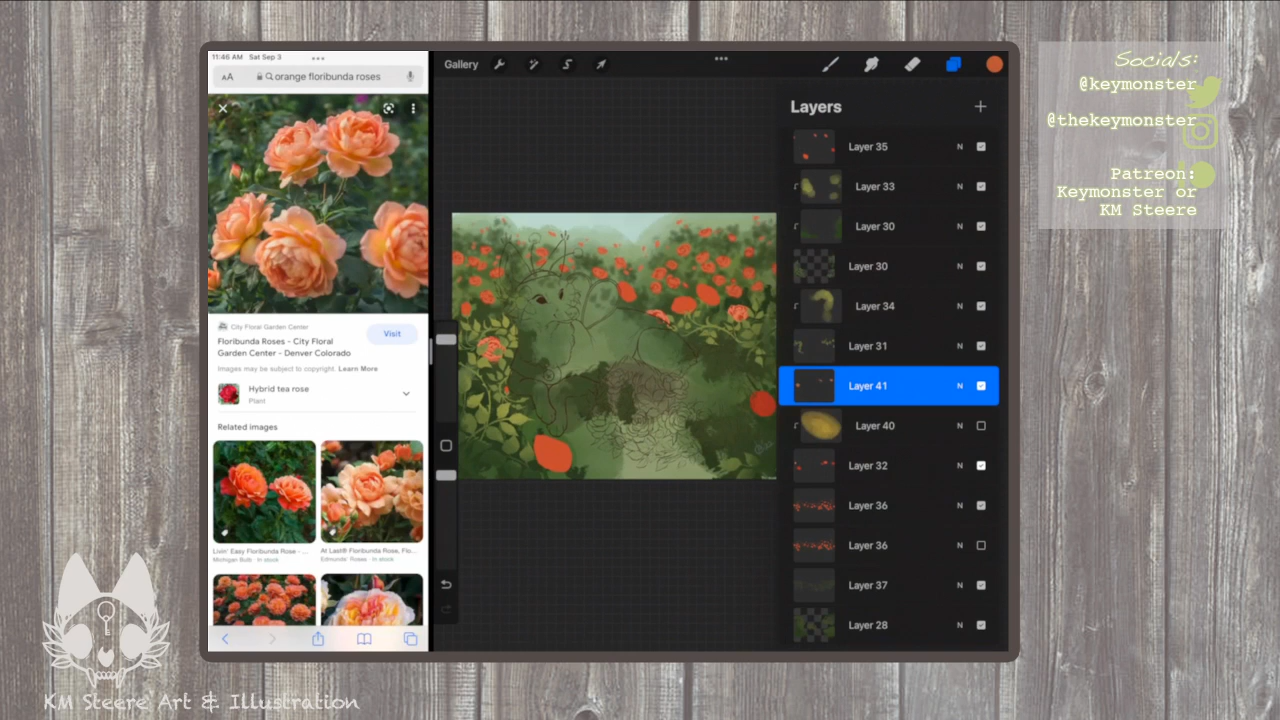 11:46 AM Sat Sep 3
AA
orange floribunda roses
City Floral Garden Center
Floribunda Roses - City Floral
Garden Center - Denver Colorado
Visit
Images may be subject to copyright. Learn More
Hybrid tea rose
Plant
Related images
Livin' Easy Floribunda Rose - ...
Michigan Bulb · In stock
At Last® Floribunda Rose, Flo...
Edmunds' Roses · In stock
Gallery
Layers
Layer 35 N
Layer 33 N
Layer 30 N
Layer 30 N
Layer 34 N
Layer 31 N
Layer 41 N
Layer 40 N
Layer 32 N
Layer 36 N
Layer 36 N
Layer 37 N
Layer 28 N
Socials:
@keymonster
@thekeymonster
Patreon:
Keymonster or
KM Steere
KM Steere Art & Illustration